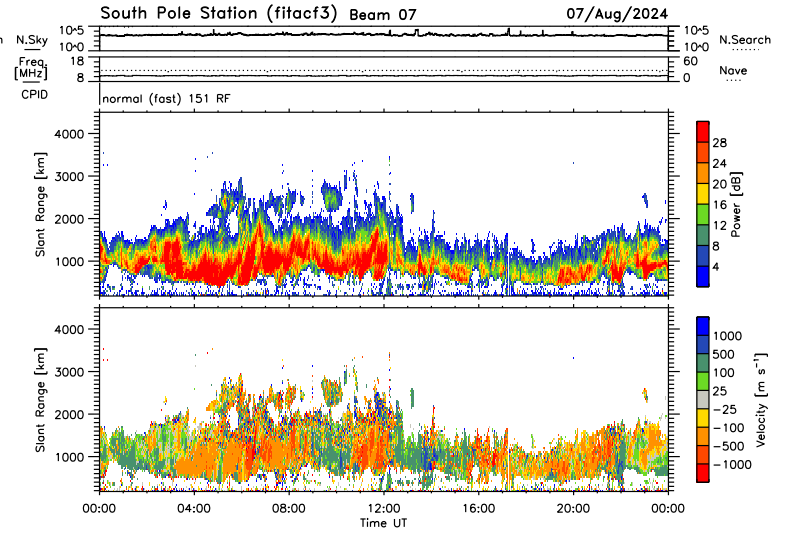 South Pole Station (fitacf3) Beam 07 07/Aug/2024
N.Sky 10^5 10^0 10^5 10^0 N.Search
Freq. [MHz] 18 8 60 0 Nave
CPID normal (fast) 151 RF
Slant Range [km]
4000
3000
2000
1000
28
24
20
16
12
8
4
Power [dB]
Slant Range [km]
4000
3000
2000
1000
1000
500
100
25
-25
-100
-500
-1000
Velocity [m s⁻¹]
00:00 04:00 08:00 12:00 16:00 20:00 00:00
Time UT